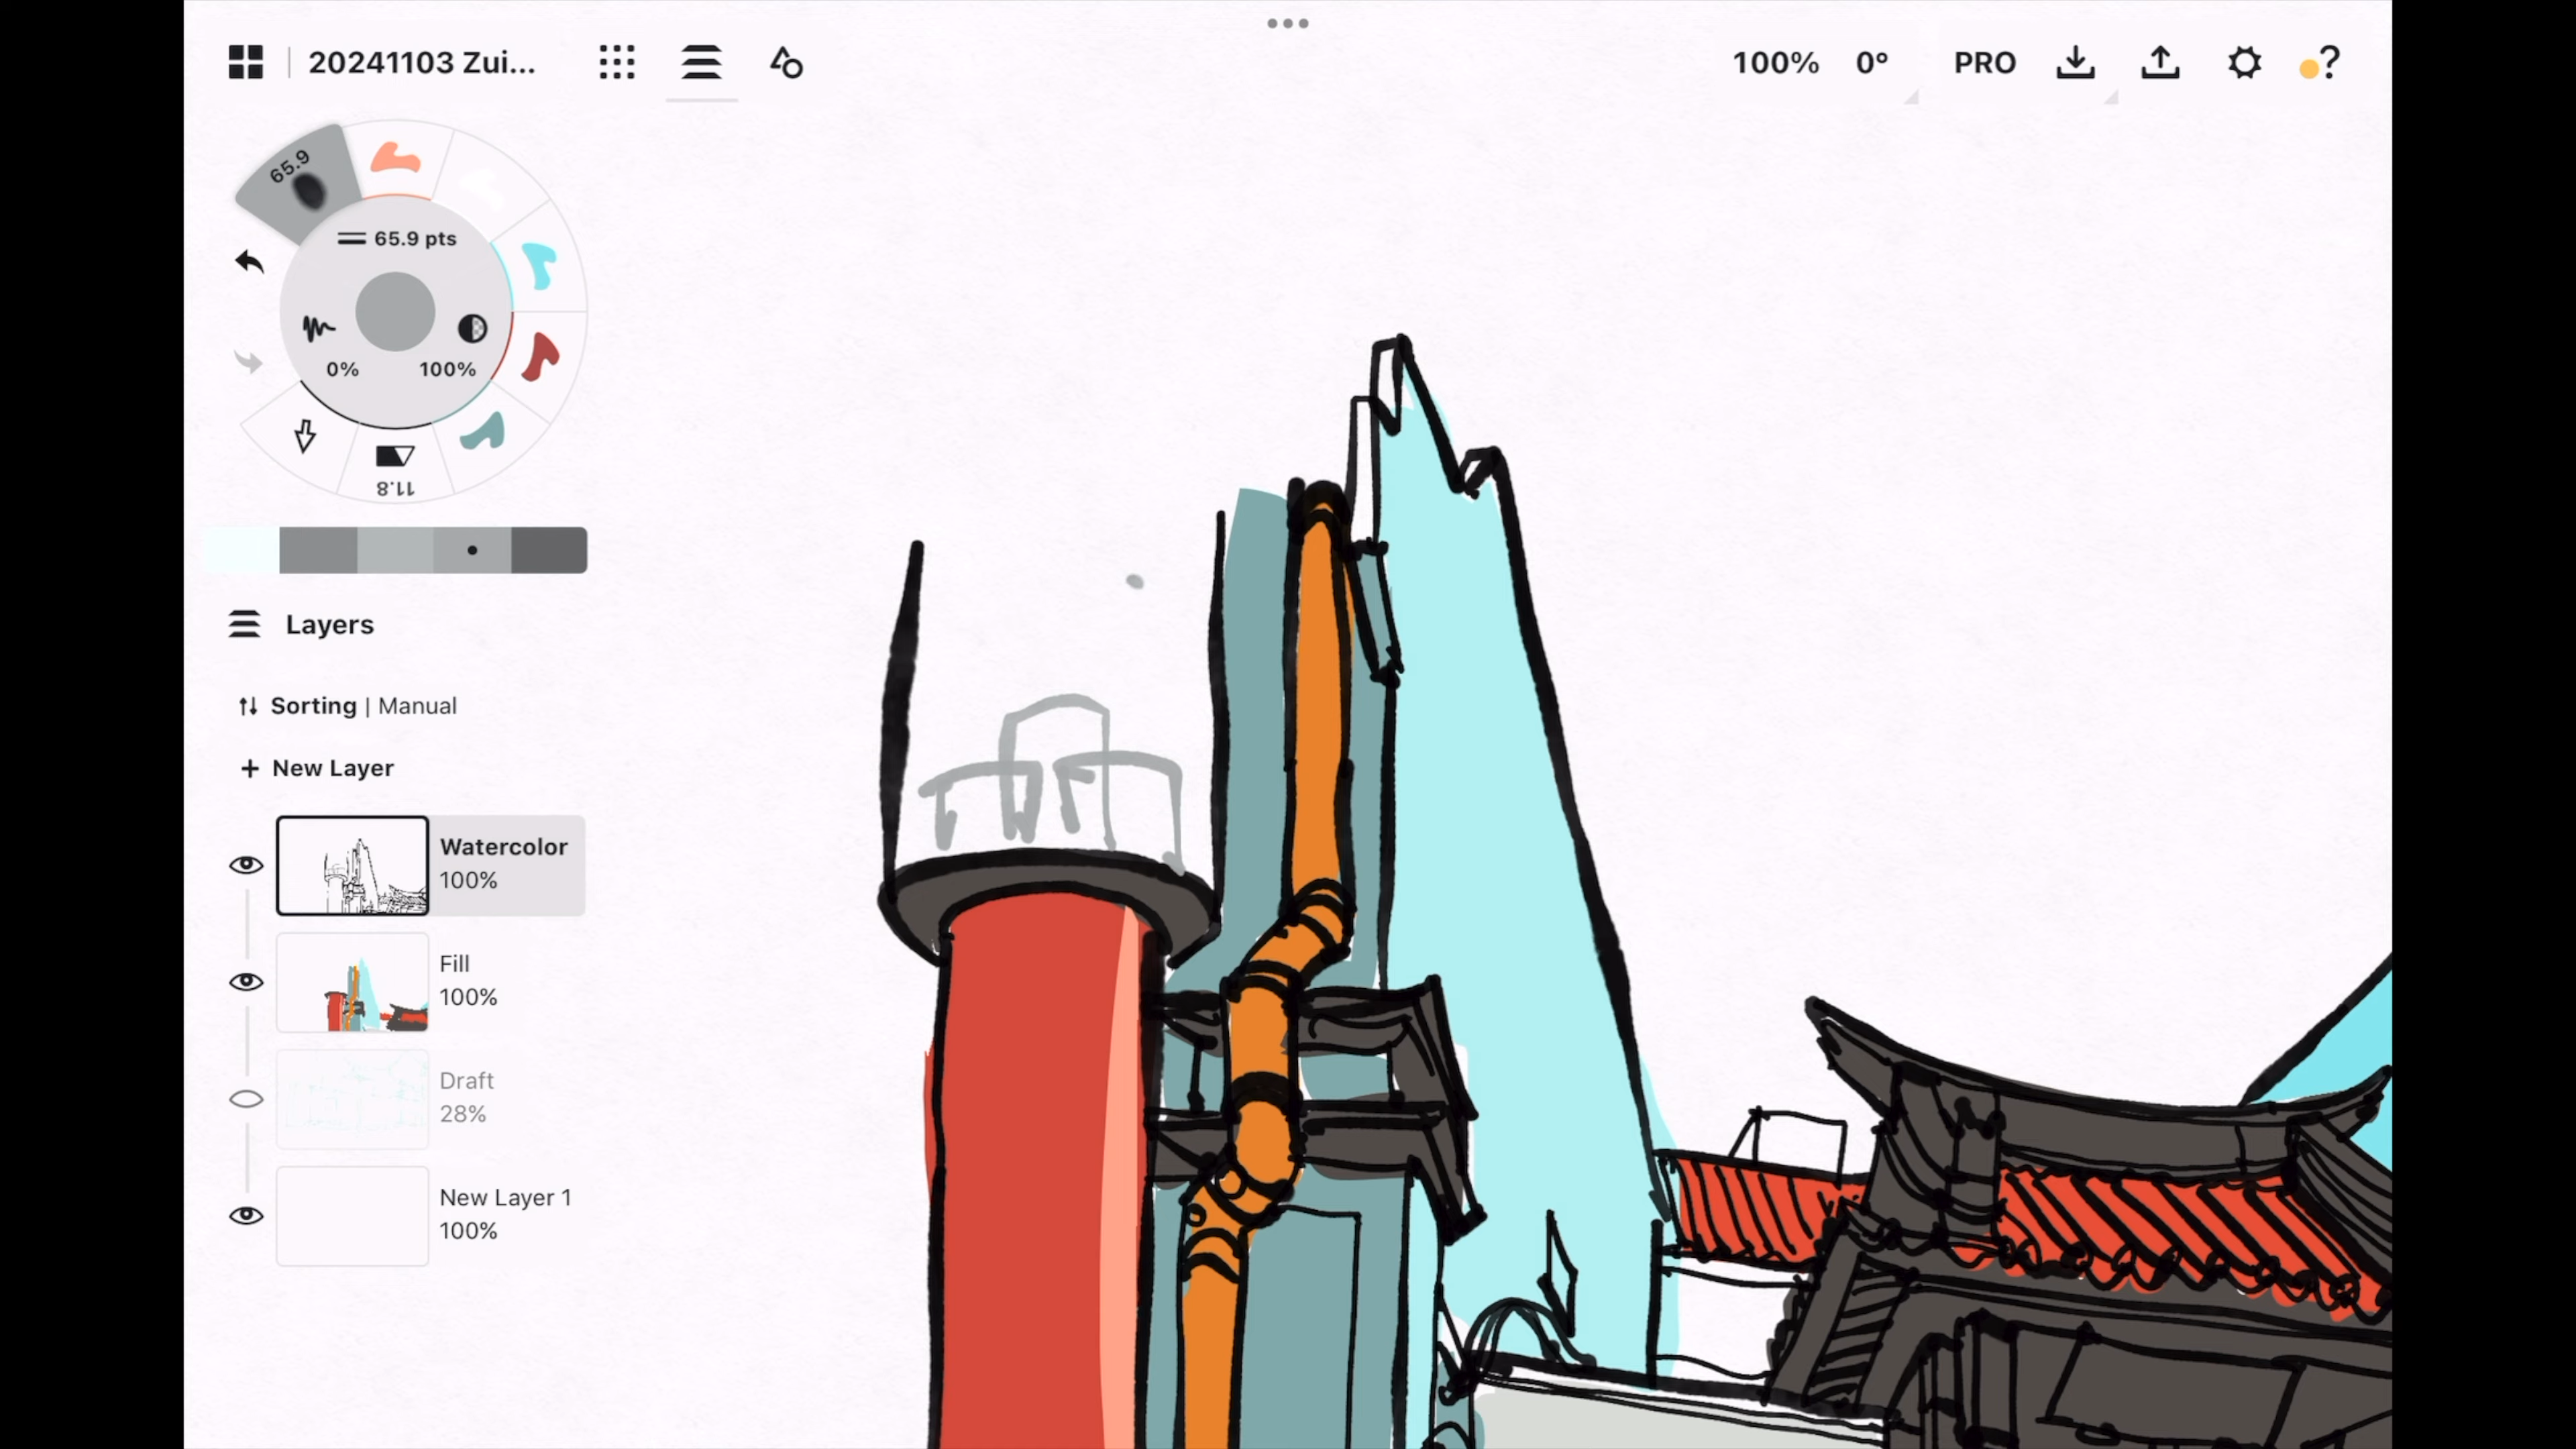 20241103 Zui...
100% 0° PRO ?
65.9
65.9 pts
0% 100%
11.8
Layers
Sorting | Manual
+ New Layer
Watercolor
100%
Fill
100%
Draft
28%
New Layer 1
100%